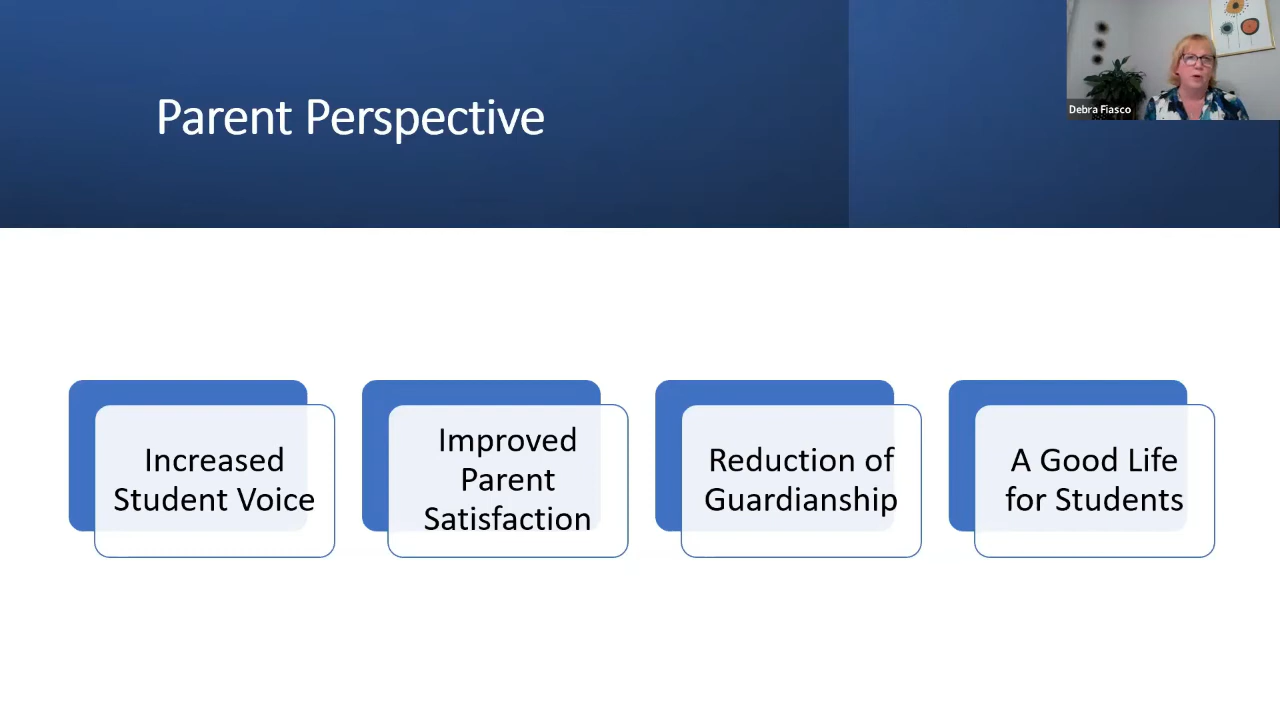 Parent Perspective
Debra Fiasco
Increased
Student Voice
Improved
Parent
Satisfaction
Reduction of
Guardianship
A Good Life
for Students